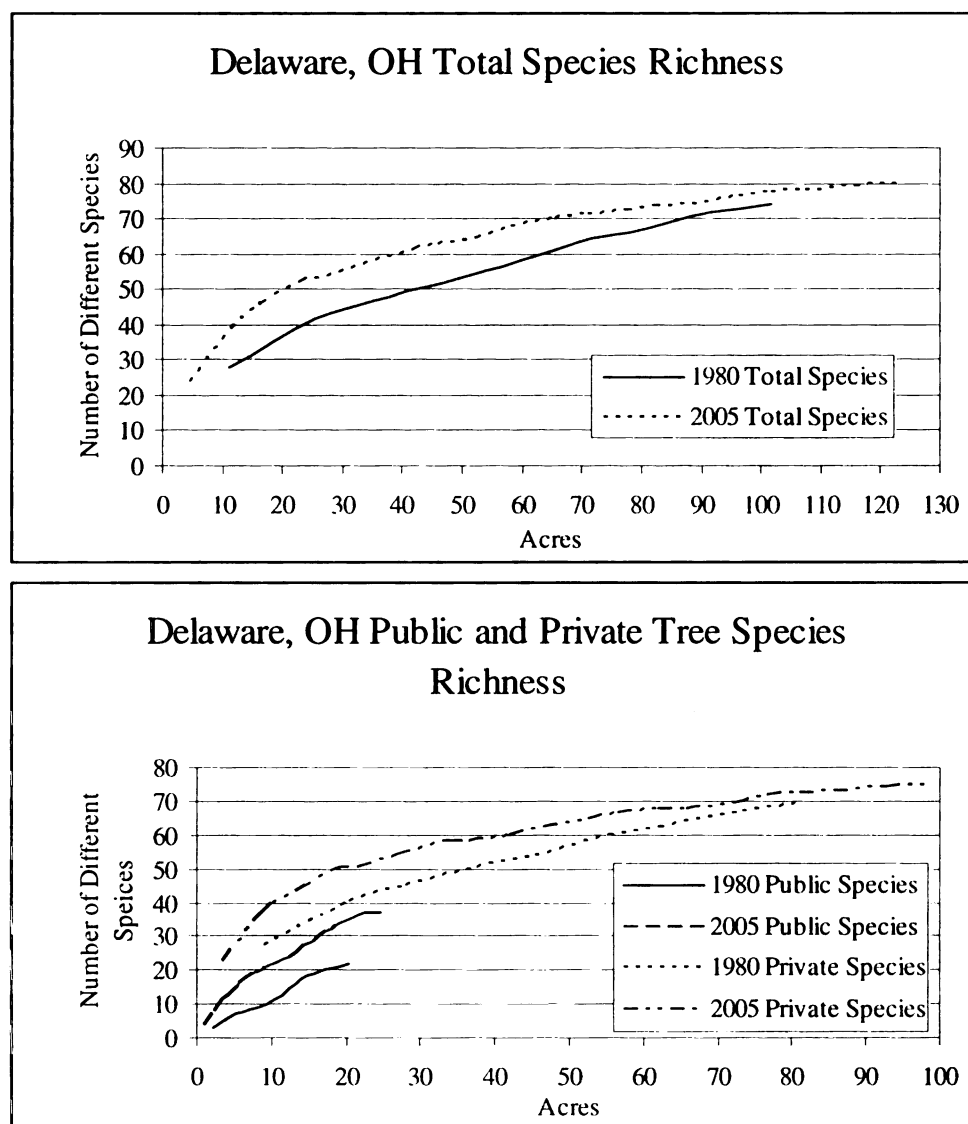 Delaware, OH Total Species Richness
Number of Different Species
90
80
70
60
50
40
30
20
10
0
1980 Total Species
2005 Total Species
0 10 20 30 40 50 60 70 80 90 100 110 120 130
Acres
Delaware, OH Public and Private Tree Species
Richness
Number of Different
Speices
80
70
60
50
40
30
20
10
0
1980 Public Species
2005 Public Species
1980 Private Species
2005 Private Species
0 10 20 30 40 50 60 70 80 90 100
Acres